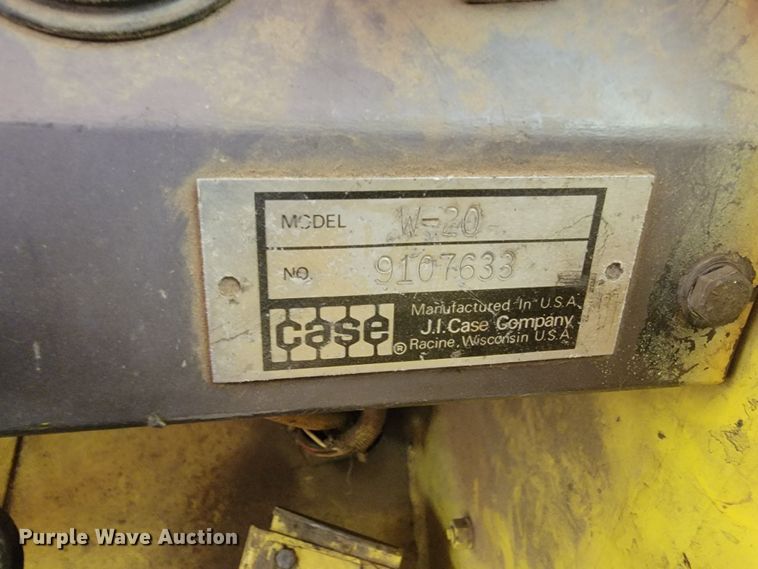 MODEL W-20
NO. 9107633
case®
Manufactured In U.S.A.
J.I.Case Company
Racine, Wisconsin U.S.A.
Purple Wave Auction